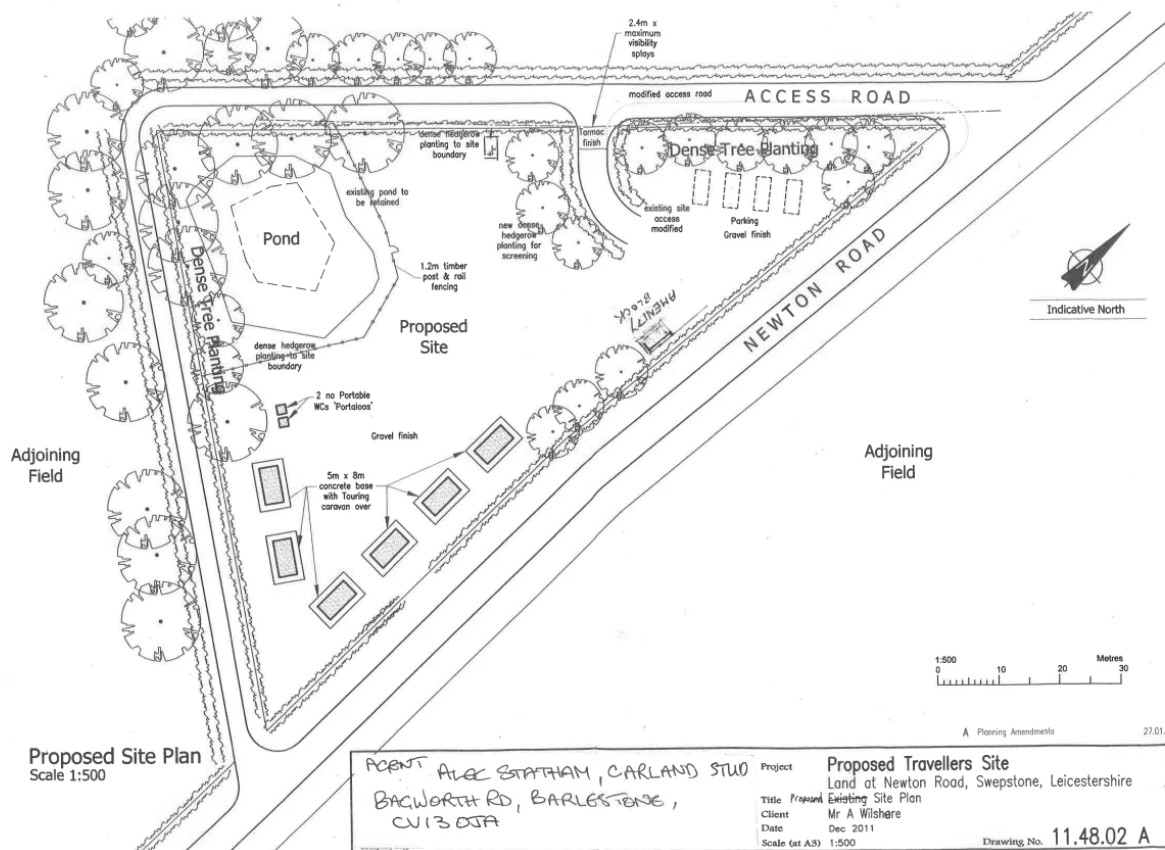 2.4m x
maximum
visibility
splays
modified access road
ACCESS ROAD
dense hedgerow
planting to site
boundary
Tarmac
finish
Dense Tree Planting
existing pond to
be retained
existing site
access
modified
Parking
Gravel finish
new dense
hedgerow
planting for
screening
Pond
1.2m timber
post & rail
fencing
Dense Tree Planting
AMENITY
BLOCK
NEWTON ROAD
Indicative North
Proposed
Site
dense hedgerow
planting to site
boundary
2 no Portable
WCs 'Portaloos'
Gravel finish
Adjoining
Field
5m x 8m
concrete base
with Touring
caravan over
Adjoining
Field
1:500
Metres
0
10
20
30
A Planning Amendments
27.01.
Proposed Site Plan
Scale 1:500
AGENT ALEC STATHAM, GARLAND STUD
BAGWORTH RD, BARLESTONE,
CV13 0JA
Project Proposed Travellers Site
Land at Newton Road, Swepstone, Leicestershire
Title Proposed Existing Site Plan
Client Mr A Wilshere
Date Dec 2011
Scale (at A3) 1:500
Drawing No. 11.48.02 A